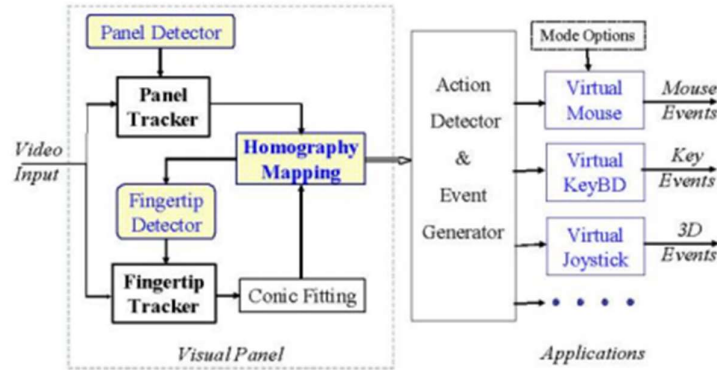 Panel Detector
Panel
Tracker
Video
Input
Homography
Mapping
Fingertip
Detector
Fingertip
Tracker
Conic Fitting
Visual Panel
Action
Detector
&
Event
Generator
Mode Options
Virtual
Mouse
Mouse
Events
Virtual
KeyBD
Key
Events
Virtual
Joystick
3D
Events
Applications